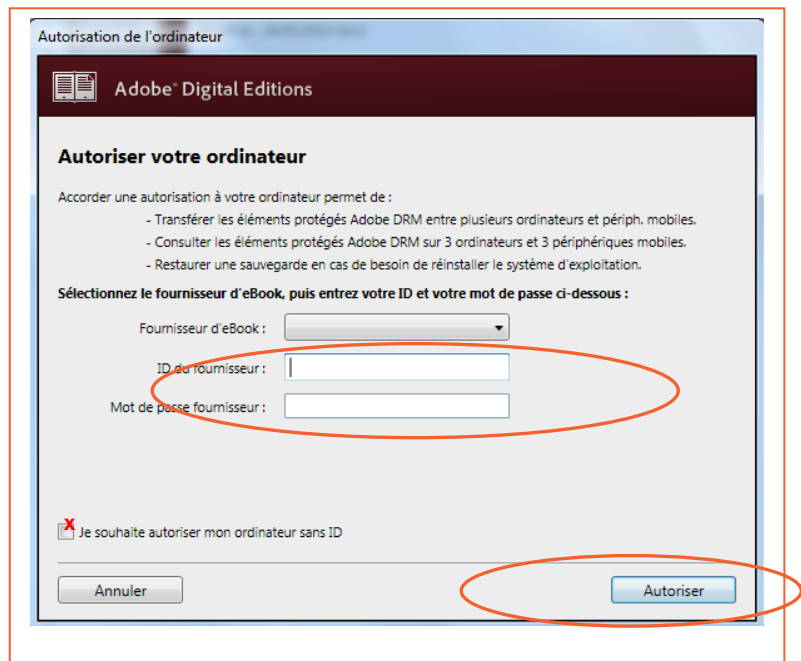 Autorisation de l'ordinateur
Adobe® Digital Editions
Autoriser votre ordinateur
Accorder une autorisation à votre ordinateur permet de :
- Transférer les éléments protégés Adobe DRM entre plusieurs ordinateurs et périph. mobiles.
- Consulter les éléments protégés Adobe DRM sur 3 ordinateurs et 3 périphériques mobiles.
- Restaurer une sauvegarde en cas de besoin de réinstaller le système d'exploitation.
Sélectionnez le fournisseur d'eBook, puis entrez votre ID et votre mot de passe ci-dessous :
Fournisseur d'eBook :
ID du fournisseur :
Mot de passe fournisseur :
Je souhaite autoriser mon ordinateur sans ID
Annuler
Autoriser